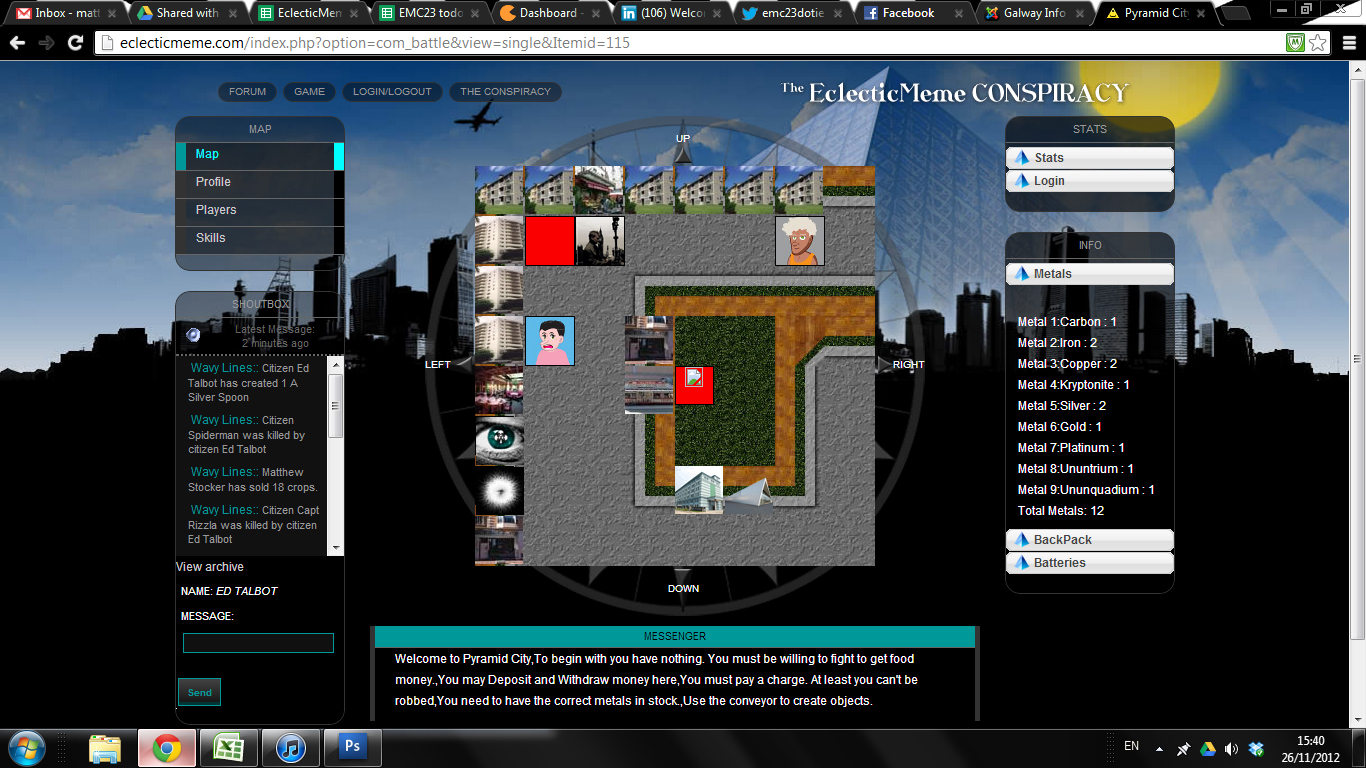 Inbox - matt
Shared with
EclecticMem
EMC23 todo
Dashboard -
(106) Welco
emc23dotie
Facebook
Galway Info
Pyramid City
eclecticmeme.com/index.php?option=com_battle&view=single&Itemid=115
FORUM
GAME
LOGIN/LOGOUT
THE CONSPIRACY
The EclecticMeme CONSPIRACY
MAP
Map
Profile
Players
Skills
SHOUTBOX
Latest Message:
2 minutes ago
Wavy Lines:: Citizen Ed
Talbot has created 1 A
Silver Spoon
Wavy Lines:: Citizen
Spiderman was killed by
citizen Ed Talbot
Wavy Lines:: Matthew
Stocker has sold 18 crops.
Wavy Lines:: Citizen Capt
Rizzla was killed by citizen
Ed Talbot
View archive
NAME: ED TALBOT
MESSAGE:
Send
UP
LEFT
RIGHT
DOWN
MESSENGER
Welcome to Pyramid City,To begin with you have nothing. You must be willing to fight to get food
money.,You may Deposit and Withdraw money here,You must pay a charge. At least you can't be
robbed,You need to have the correct metals in stock.,Use the conveyor to create objects.
STATS
Stats
Login
INFO
Metals
Metal 1:Carbon : 1
Metal 2:Iron : 2
Metal 3:Copper : 2
Metal 4:Kryptonite : 1
Metal 5:Silver : 2
Metal 6:Gold : 1
Metal 7:Platinum : 1
Metal 8:Ununtrium : 1
Metal 9:Ununquadium : 1
Total Metals: 12
BackPack
Batteries
Ps
EN
15:40
26/11/2012